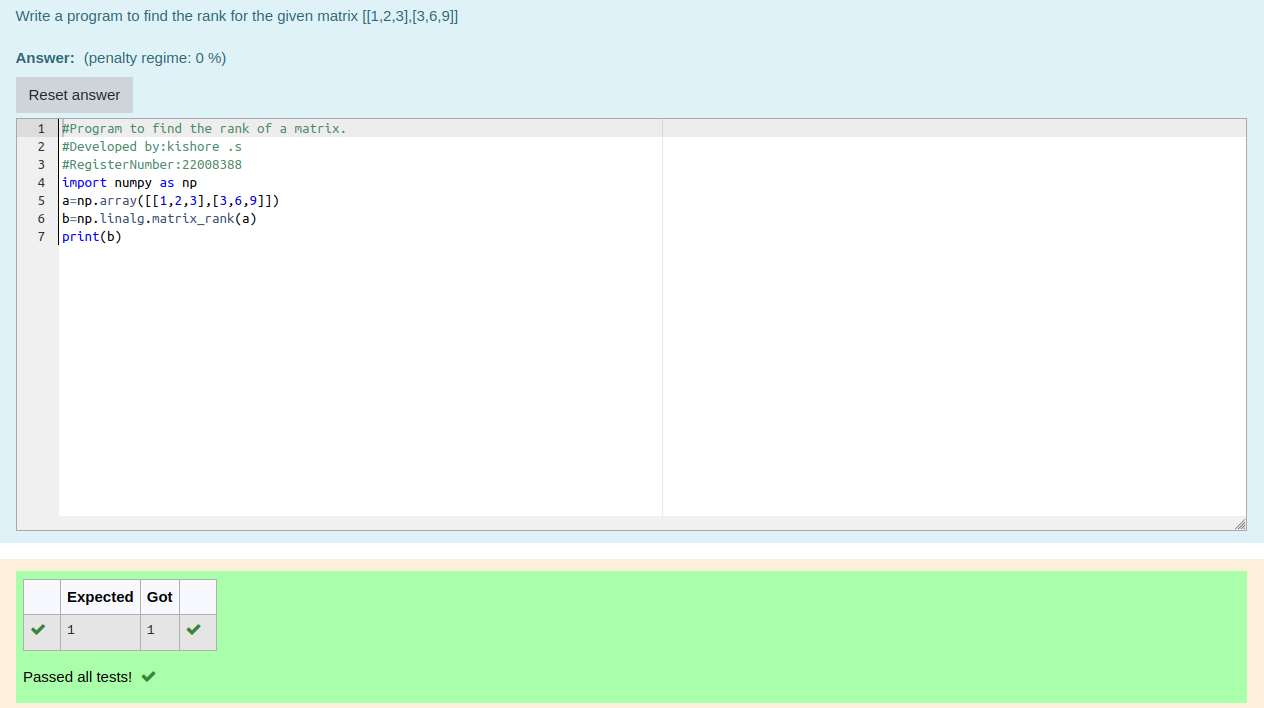 Write a program to find the rank for the given matrix [[1,2,3],[3,6,9]]
Answer: (penalty regime: 0 %)
Reset answer
1 #Program to find the rank of a matrix.
2 #Developed by:kishore .s
3 #RegisterNumber:22008388
4 import numpy as np
5 a=np.array([[1,2,3],[3,6,9]])
6 b=np.linalg.matrix_rank(a)
7 print(b)
Expected Got
1 1
Passed all tests!